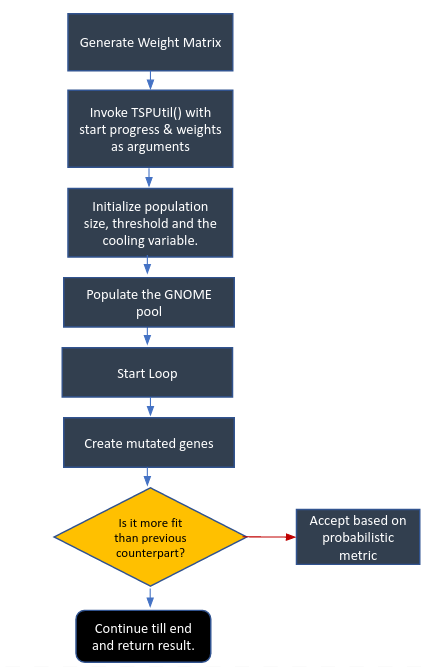 Generate Weight Matrix
Invoke TSPUtil() with
start progress & weights
as arguments
Initialize population
size, threshold and the
cooling variable.
Populate the GNOME
pool
Start Loop
Create mutated genes
Is it more fit
than previous
counterpart?
Accept based on
probabilistic
metric
Continue till end
and return result.